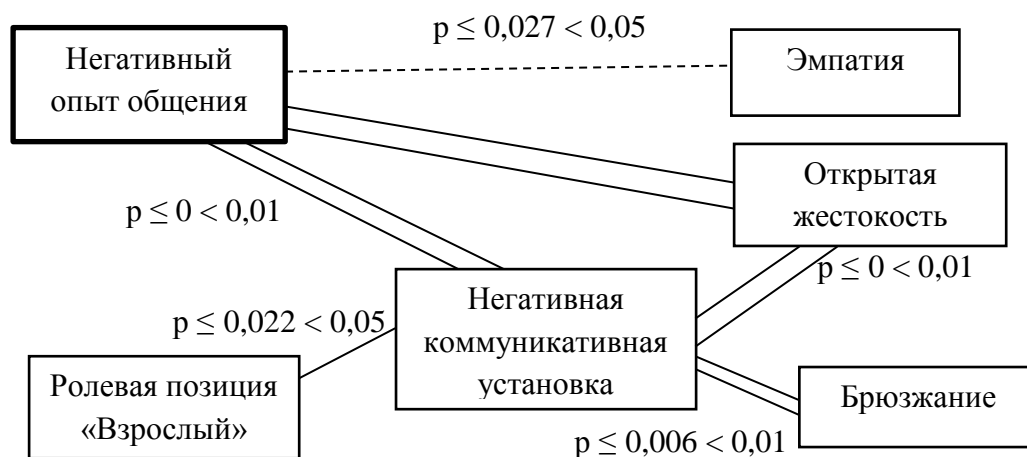 p ≤ 0,027 < 0,05
Негативный
опыт общения
Эмпатия
Открытая
жестокость
p ≤ 0 < 0,01
p ≤ 0 < 0,01
Негативная
коммуникативная
установка
p ≤ 0,022 < 0,05
Ролевая позиция
«Взрослый»
Брюзжание
p ≤ 0,006 < 0,01